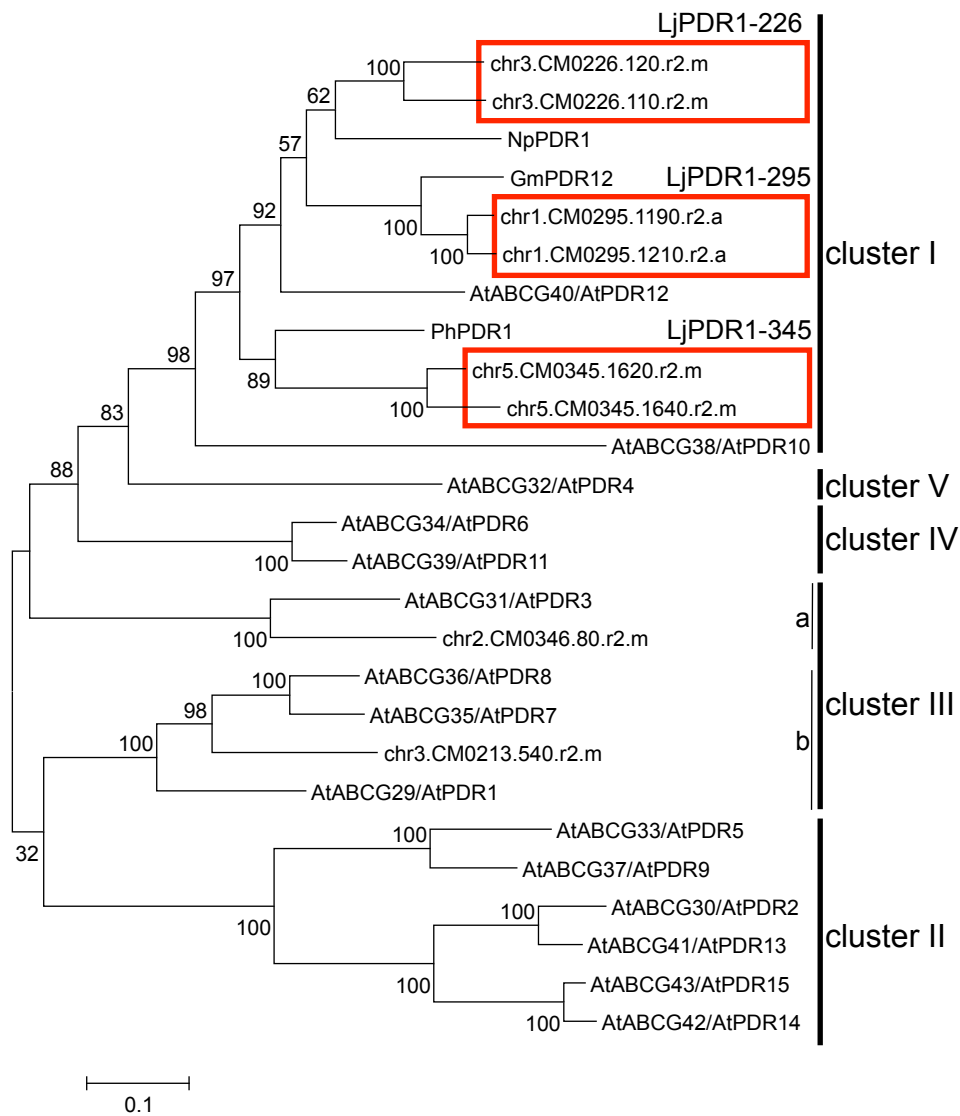 LjPDR1-226
100
chr3.CM0226.120.r2.m
chr3.CM0226.110.r2.m
62
NpPDR1
57
GmPDR12
LjPDR1-295
100
chr1.CM0295.1190.r2.a
100
chr1.CM0295.1210.r2.a
92
cluster I
97
AtABCG40/AtPDR12
PhPDR1
LjPDR1-345
98
89
chr5.CM0345.1620.r2.m
100
chr5.CM0345.1640.r2.m
83
AtABCG38/AtPDR10
88
AtABCG32/AtPDR4
cluster V
AtABCG34/AtPDR6
cluster IV
100
AtABCG39/AtPDR11
AtABCG31/AtPDR3
a
100
chr2.CM0346.80.r2.m
100
AtABCG36/AtPDR8
cluster III
98
AtABCG35/AtPDR7
b
100
chr3.CM0213.540.r2.m
AtABCG29/AtPDR1
32
100
AtABCG33/AtPDR5
AtABCG37/AtPDR9
100
100
AtABCG30/AtPDR2
cluster II
AtABCG41/AtPDR13
100
AtABCG43/AtPDR15
100
AtABCG42/AtPDR14
0.1